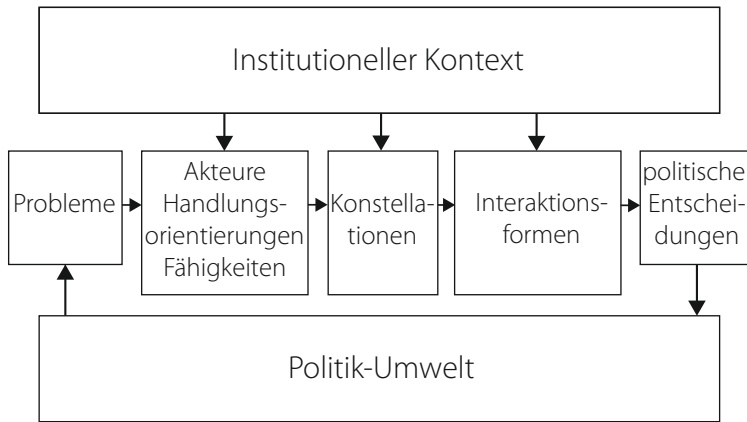 Institutioneller Kontext
Probleme
Akteure
Handlungs-
orientierungen
Fähigkeiten
Konstella-
tionen
Interaktions-
formen
politische
Entschei-
dungen
Politik-Umwelt